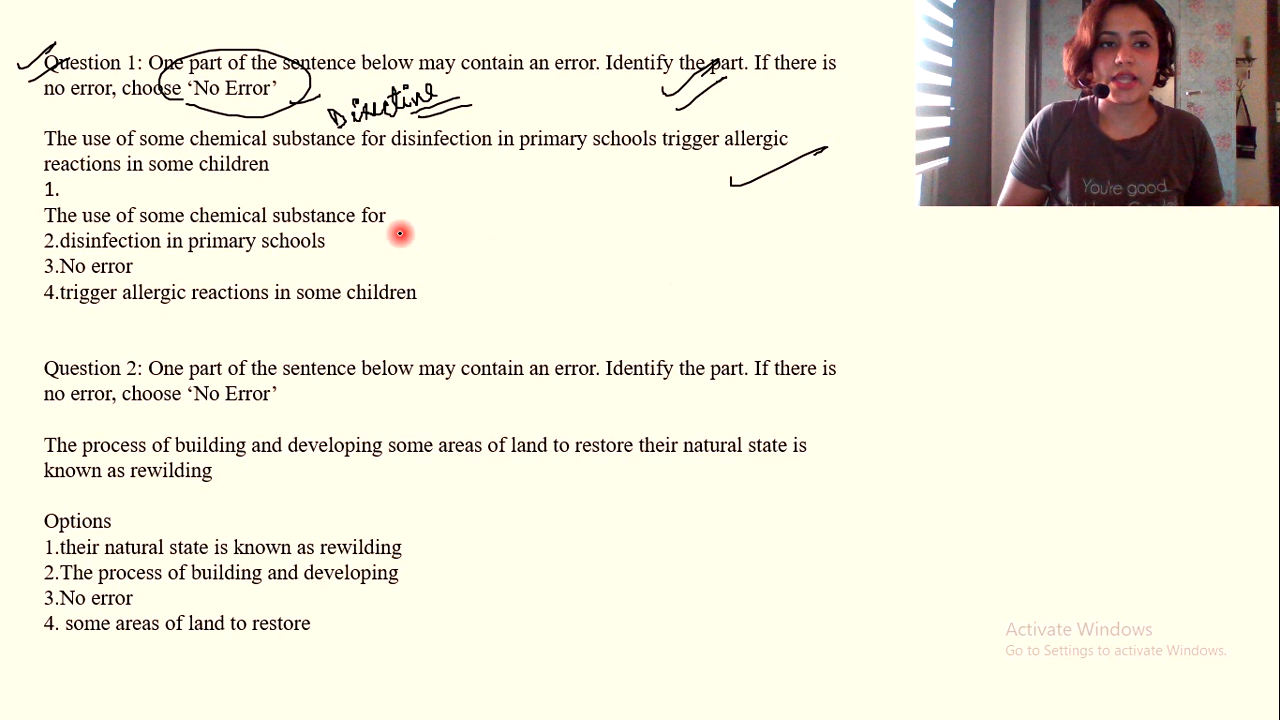 Question 1: One part of the sentence below may contain an error. Identify the part. If there is
no error, choose ‘No Error’
Directive
The use of some chemical substance for disinfection in primary schools trigger allergic
reactions in some children
1.
The use of some chemical substance for
2.disinfection in primary schools
3.No error
4.trigger allergic reactions in some children
Question 2: One part of the sentence below may contain an error. Identify the part. If there is
no error, choose ‘No Error’
The process of building and developing some areas of land to restore their natural state is
known as rewilding
Options
1.their natural state is known as rewilding
2.The process of building and developing
3.No error
4. some areas of land to restore
You're good
Activate Windows
Go to Settings to activate Windows.